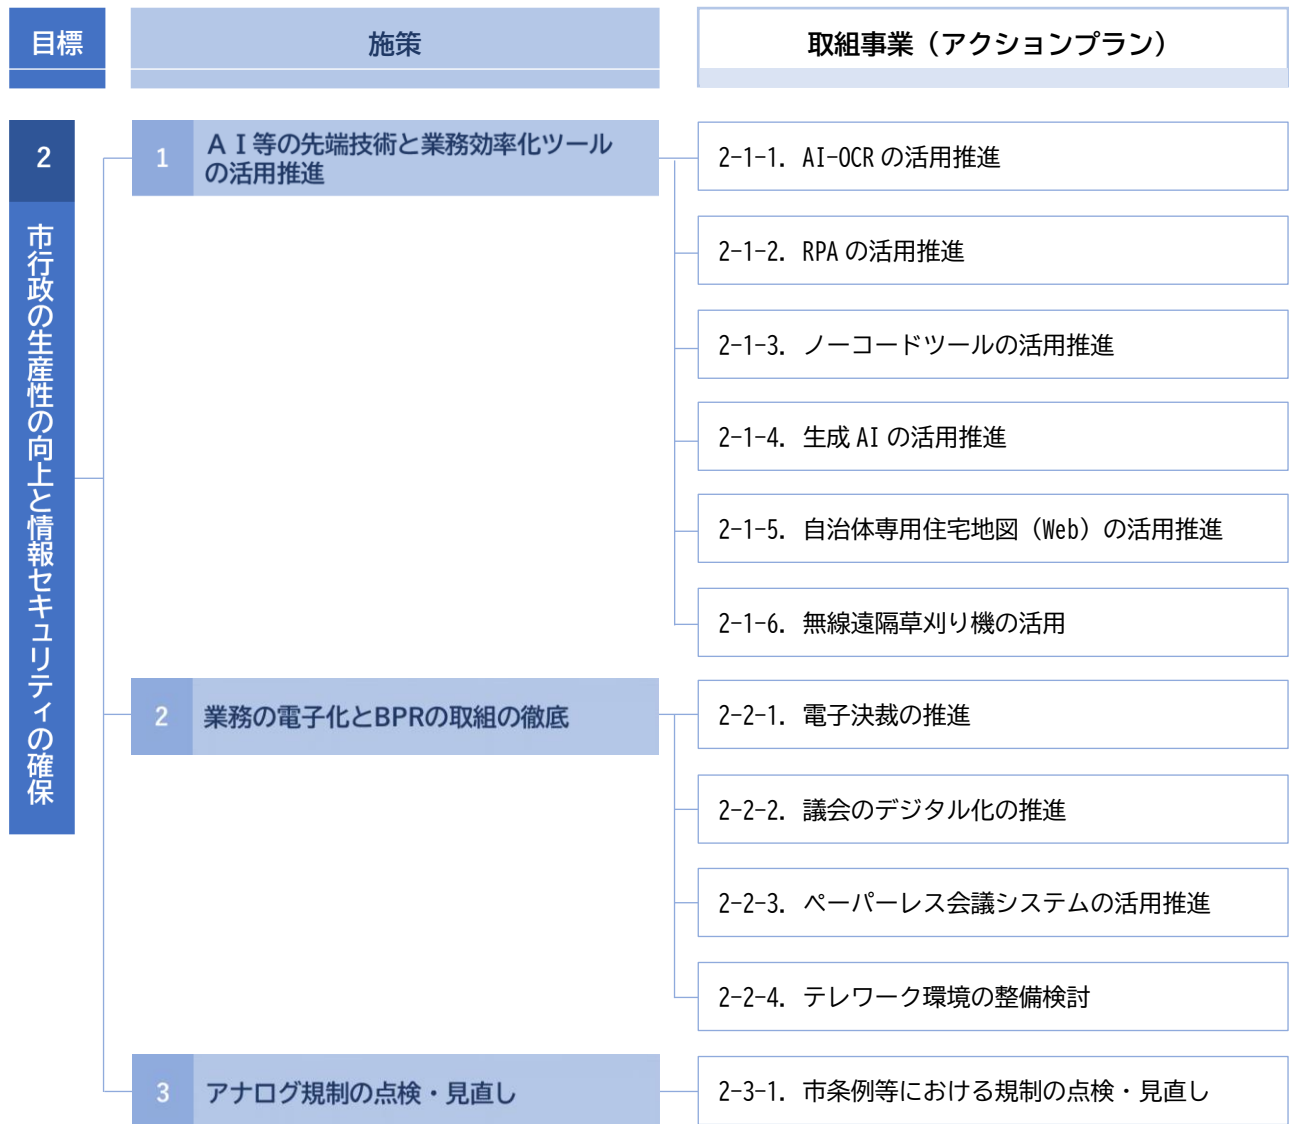 目標
施策
取組事業（アクションプラン）
2
市行政の生産性の向上と情報セキュリティの確保
1
ＡＩ等の先端技術と業務効率化ツール
の活用推進
2-1-1. AI-OCR の活用推進
2-1-2. RPA の活用推進
2-1-3. ノーコードツールの活用推進
2-1-4. 生成 AI の活用推進
2-1-5. 自治体専用住宅地図（Web）の活用推進
2-1-6. 無線遠隔草刈り機の活用
2
業務の電子化とBPRの取組の徹底
2-2-1. 電子決裁の推進
2-2-2. 議会のデジタル化の推進
2-2-3. ペーパーレス会議システムの活用推進
2-2-4. テレワーク環境の整備検討
3
アナログ規制の点検・見直し
2-3-1. 市条例等における規制の点検・見直し